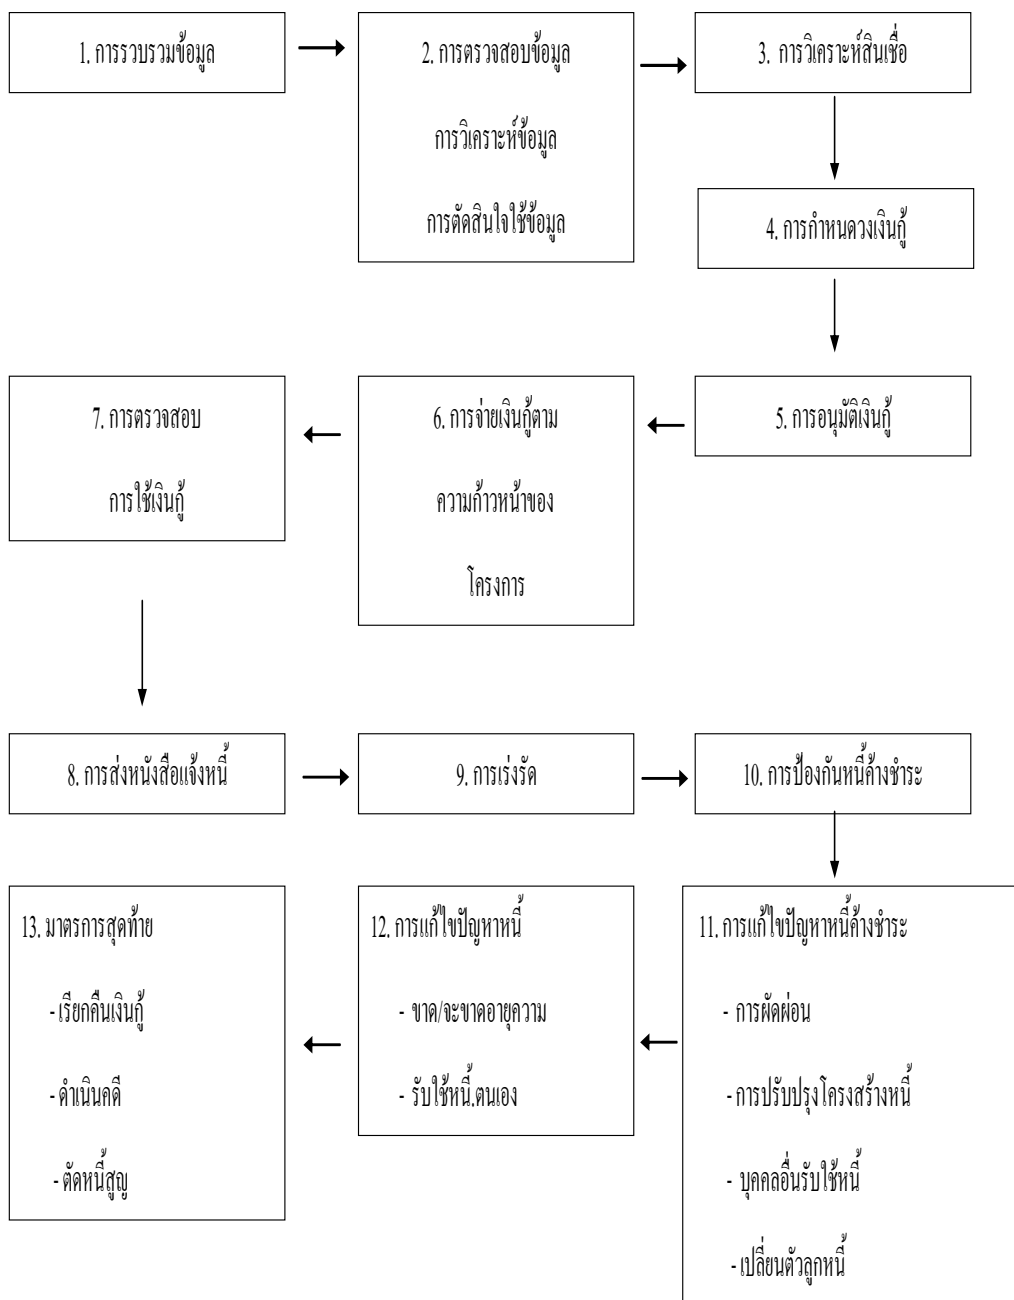 1. การรวบรวมข้อมูล
2. การตรวจสอบข้อมูล
การวิเคราะห์ข้อมูล
การตัดสินใจใช้ข้อมูล
3. การวิเคราะห์สินเชื่อ
4. การกำหนดวงเงินกู้
5. การอนุมัติเงินกู้
6. การจ่ายเงินกู้ตาม
ความก้าวหน้าของ
โครงการ
7. การตรวจสอบ
การใช้เงินกู้
8. การส่งหนังสือแจ้งหนี้
9. การเร่งรัด
10. การป้องกันหนี้ค้างชำระ
11. การแก้ไขปัญหาหนี้ค้างชำระ
- การผัดผ่อน
- การปรับปรุงโครงสร้างหนี้
- บุคคลอื่นรับใช้หนี้
- เปลี่ยนตัวลูกหนี้
12. การแก้ไขปัญหาหนี้
- ขาด/จะขาดอายุความ
- รับใช้หนี้.ตนเอง
13. มาตรการสุดท้าย
- เรียกคืนเงินกู้
- ดำเนินคดี
- ตัดหนี้สูญ